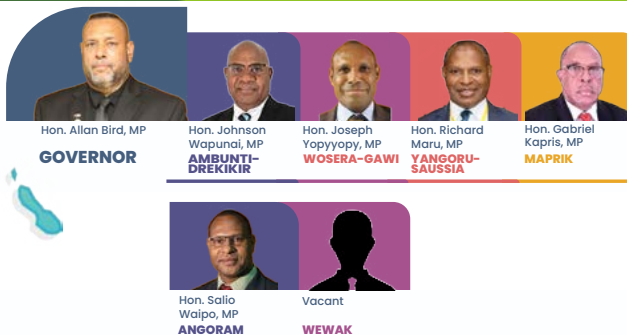 Hon. Allan Bird, MP
GOVERNOR
Hon. Johnson
Wapunai, MP
AMBUNTI-
DREKIKIR
Hon. Joseph
Yopyyopy, MP
WOSERA-GAWI
Hon. Richard
Maru, MP
YANGORU-
SAUSSIA
Hon. Gabriel
Kapris, MP
MAPRIK
Hon. Salio
Waipo, MP
ANGORAM
Vacant
WEWAK